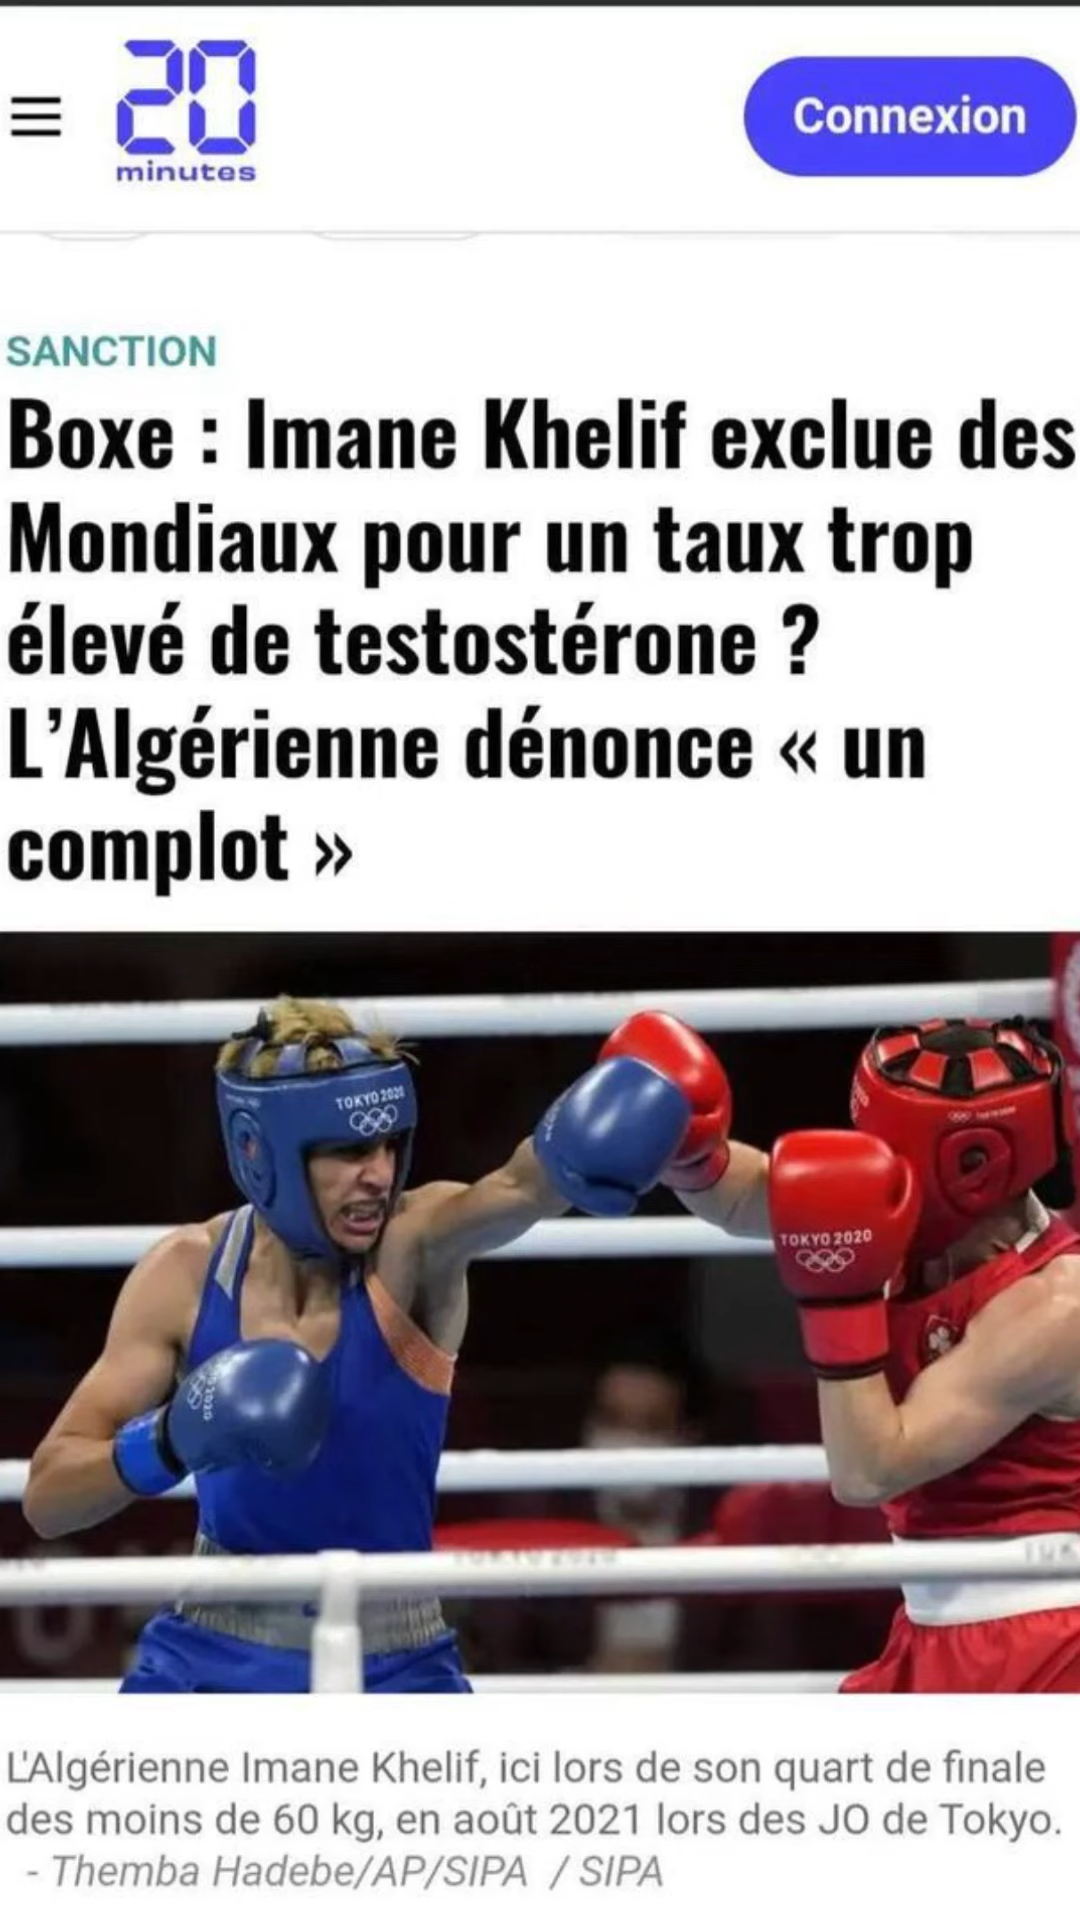 20
minutes
Connexion
SANCTION
Boxe : Imane Khelif exclue des
Mondiaux pour un taux trop
élevé de testostérone ?
L’Algérienne dénonce « un
complot »
TOKYO 2020
TOKYO 2020
L'Algérienne Imane Khelif, ici lors de son quart de finale
des moins de 60 kg, en août 2021 lors des JO de Tokyo.
- Themba Hadebe/AP/SIPA / SIPA